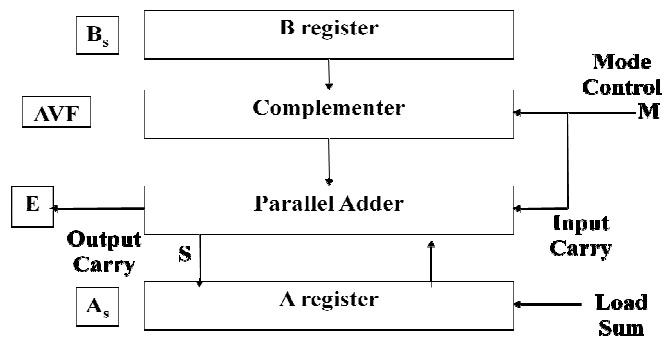 B register
Bs
Mode
Control
M
Complementer
AVF
Parallel Adder
E
Output
Carry
S
Input
Carry
A register
As
Load
Sum